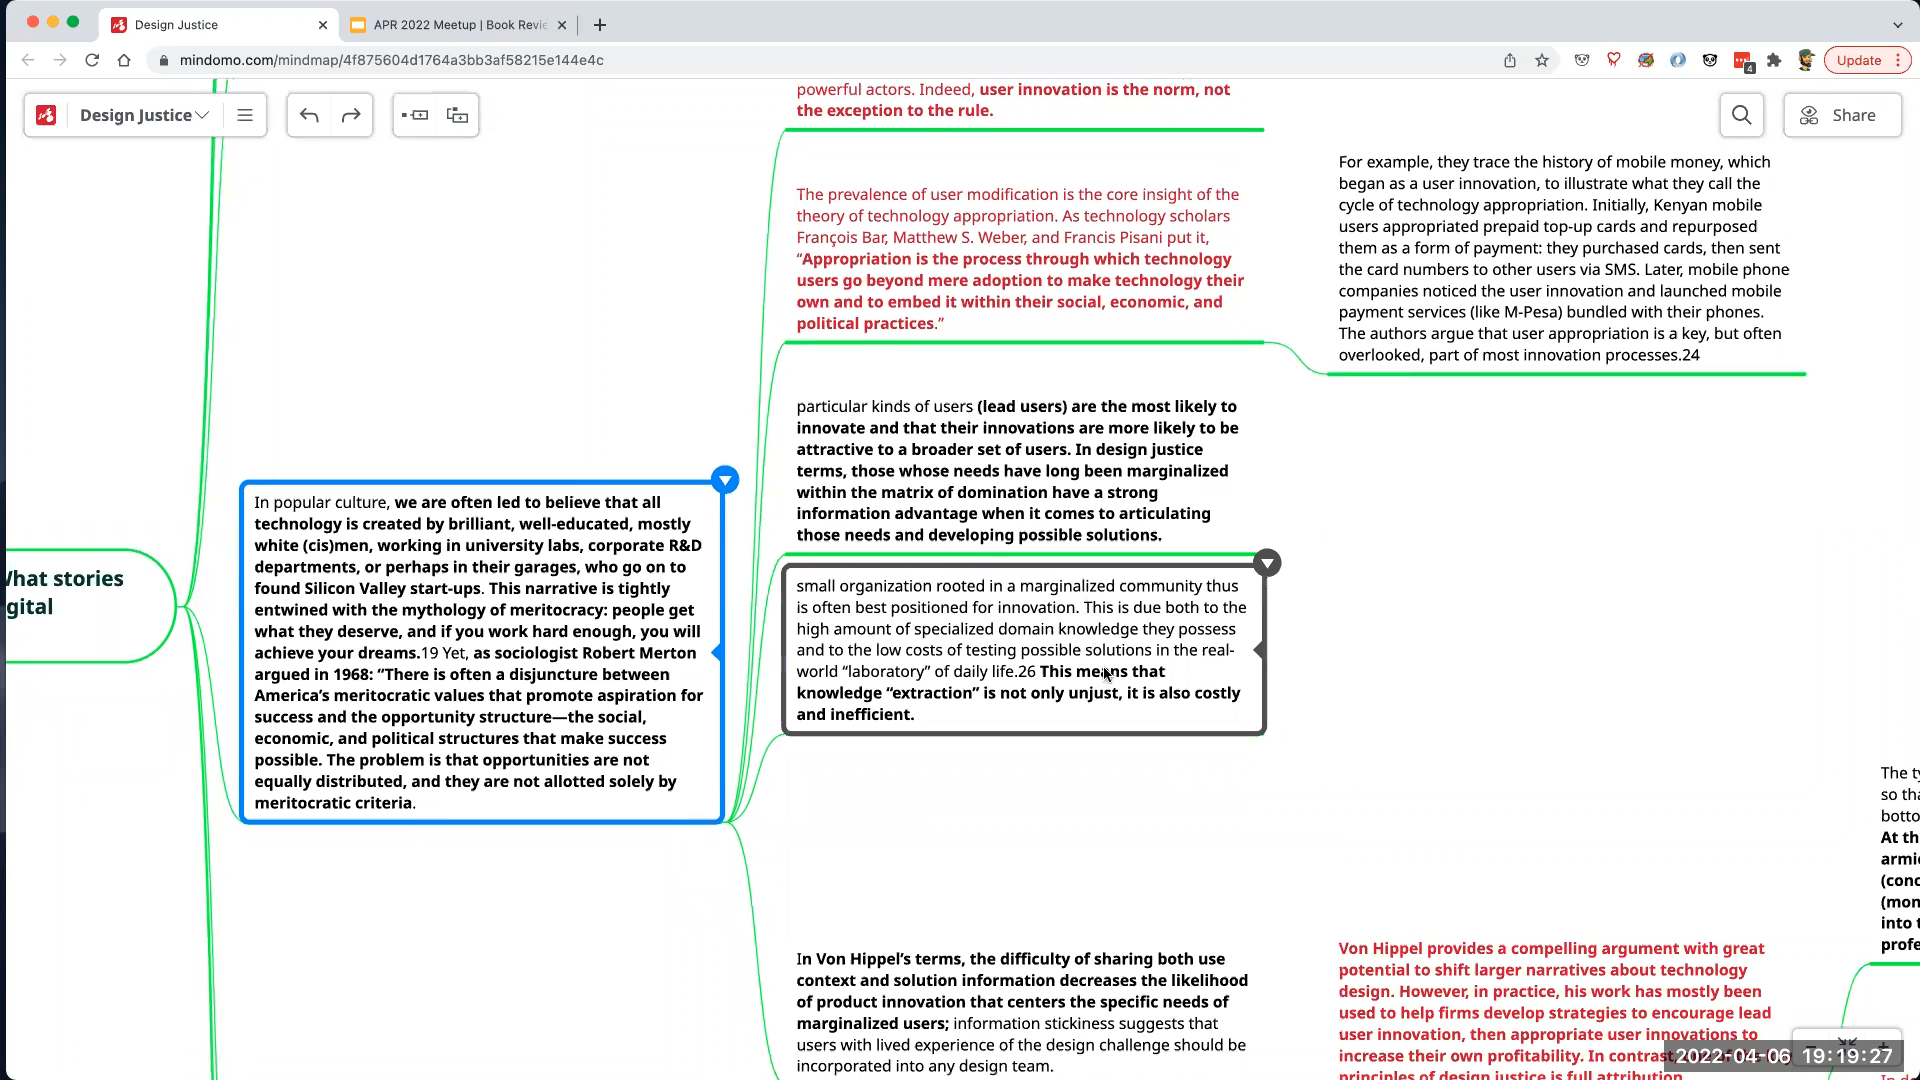 Design Justice
APR 2022 Meetup | Book Revie
mindomo.com/mindmap/4f875604d1764a3bb3af58215e144e4c
4
Update
Design Justice
Share
powerful actors. Indeed, user innovation is the norm, not
the exception to the rule.
The prevalence of user modification is the core insight of the
theory of technology appropriation. As technology scholars
François Bar, Matthew S. Weber, and Francis Pisani put it,
“Appropriation is the process through which technology
users go beyond mere adoption to make technology their
own and to embed it within their social, economic, and
political practices.”
For example, they trace the history of mobile money, which
began as a user innovation, to illustrate what they call the
cycle of technology appropriation. Initially, Kenyan mobile
users appropriated prepaid top-up cards and repurposed
them as a form of payment: they purchased cards, then sent
the card numbers to other users via SMS. Later, mobile phone
companies noticed the user innovation and launched mobile
payment services (like M-Pesa) bundled with their phones.
The authors argue that user appropriation is a key, but often
overlooked, part of most innovation processes.24
particular kinds of users (lead users) are the most likely to
innovate and that their innovations are more likely to be
attractive to a broader set of users. In design justice
terms, those whose needs have long been marginalized
within the matrix of domination have a strong
information advantage when it comes to articulating
those needs and developing possible solutions.
What stories
gital
In popular culture, we are often led to believe that all
technology is created by brilliant, well-educated, mostly
white (cis)men, working in university labs, corporate R&D
departments, or perhaps in their garages, who go on to
found Silicon Valley start-ups. This narrative is tightly
entwined with the mythology of meritocracy: people get
what they deserve, and if you work hard enough, you will
achieve your dreams.19 Yet, as sociologist Robert Merton
argued in 1968: “There is often a disjuncture between
America’s meritocratic values that promote aspiration for
success and the opportunity structure—the social,
economic, and political structures that make success
possible. The problem is that opportunities are not
equally distributed, and they are not allotted solely by
meritocratic criteria.
small organization rooted in a marginalized community thus
is often best positioned for innovation. This is due both to the
high amount of specialized domain knowledge they possess
and to the low costs of testing possible solutions in the real-
world “laboratory” of daily life.26 This means that
knowledge “extraction” is not only unjust, it is also costly
and inefficient.
In Von Hippel’s terms, the difficulty of sharing both use
context and solution information decreases the likelihood
of product innovation that centers the specific needs of
marginalized users; information stickiness suggests that
users with lived experience of the design challenge should be
incorporated into any design team.
Von Hippel provides a compelling argument with great
potential to shift larger narratives about technology
design. However, in practice, his work has mostly been
used to help firms develop strategies to encourage lead
user innovation, then appropriate user innovations to
increase their own profitability. In contrast
principles of design justice is full attribution
The ty
so tha
botto
At th
armi
(conc
(mon
into t
profe
2022-04-06 19:19:27